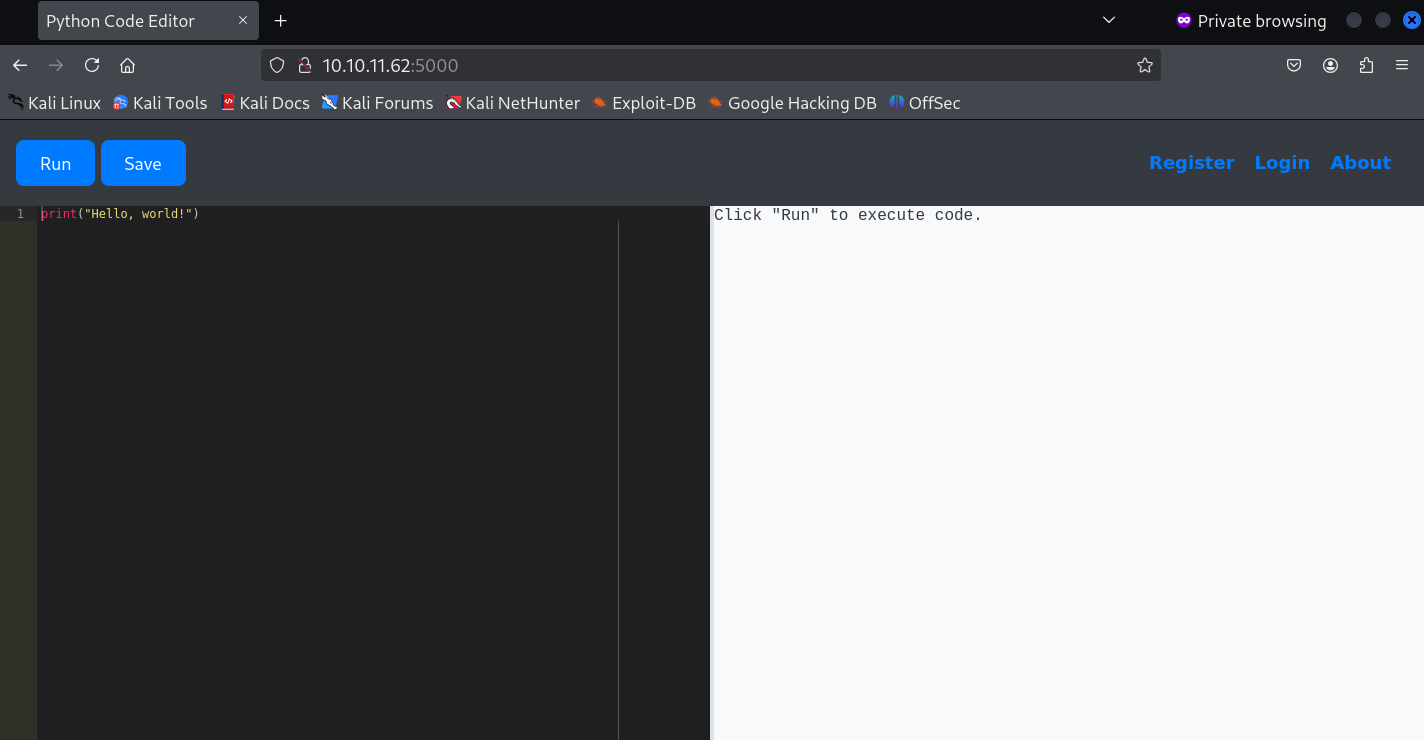 Python Code Editor
Private browsing
10.10.11.62:5000
Kali Linux Kali Tools Kali Docs Kali Forums Kali NetHunter Exploit-DB Google Hacking DB OffSec
Run Save Register Login About
1 print("Hello, world!")
Click "Run" to execute code.